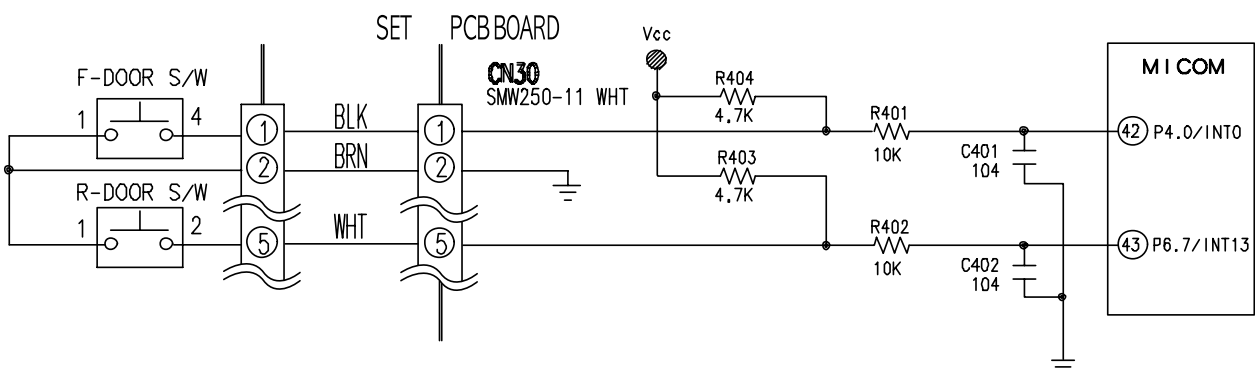 SET PCB BOARD
Vcc
F-DOOR S/W
CN30
SMW250-11 WHT
R404
4.7K
MICOM
1 4
1 BLK 1
R401
10K
42 P4.0/INT0
2 BRN 2
C401
104
R403
4.7K
R-DOOR S/W
1 2
5 WHT 5
R402
10K
43 P6.7/INT13
C402
104